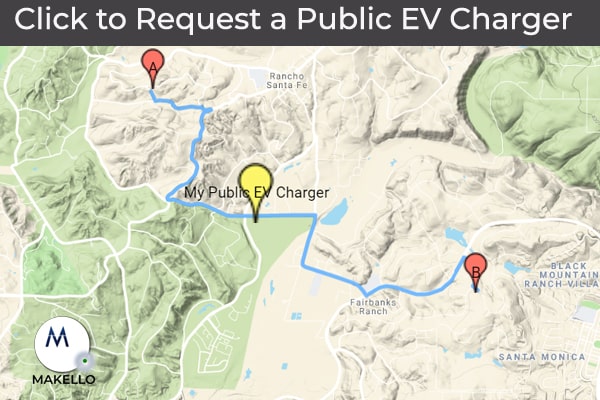 Click to Request a Public EV Charger
A
Rancho
Santa Fe
My Public EV Charger
B
BLACK
MOUNTAIN
RANCH VILLA
Fairbanks
Ranch
SANTA MONICA
M
MAKELLO